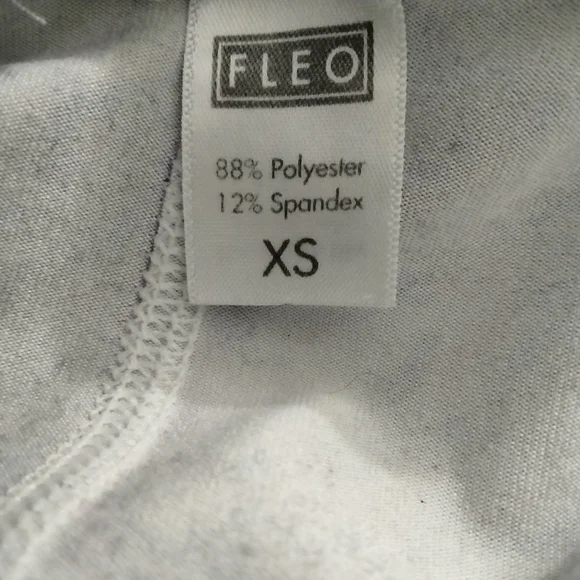 FLEO
88% Polyester
12% Spandex
XS